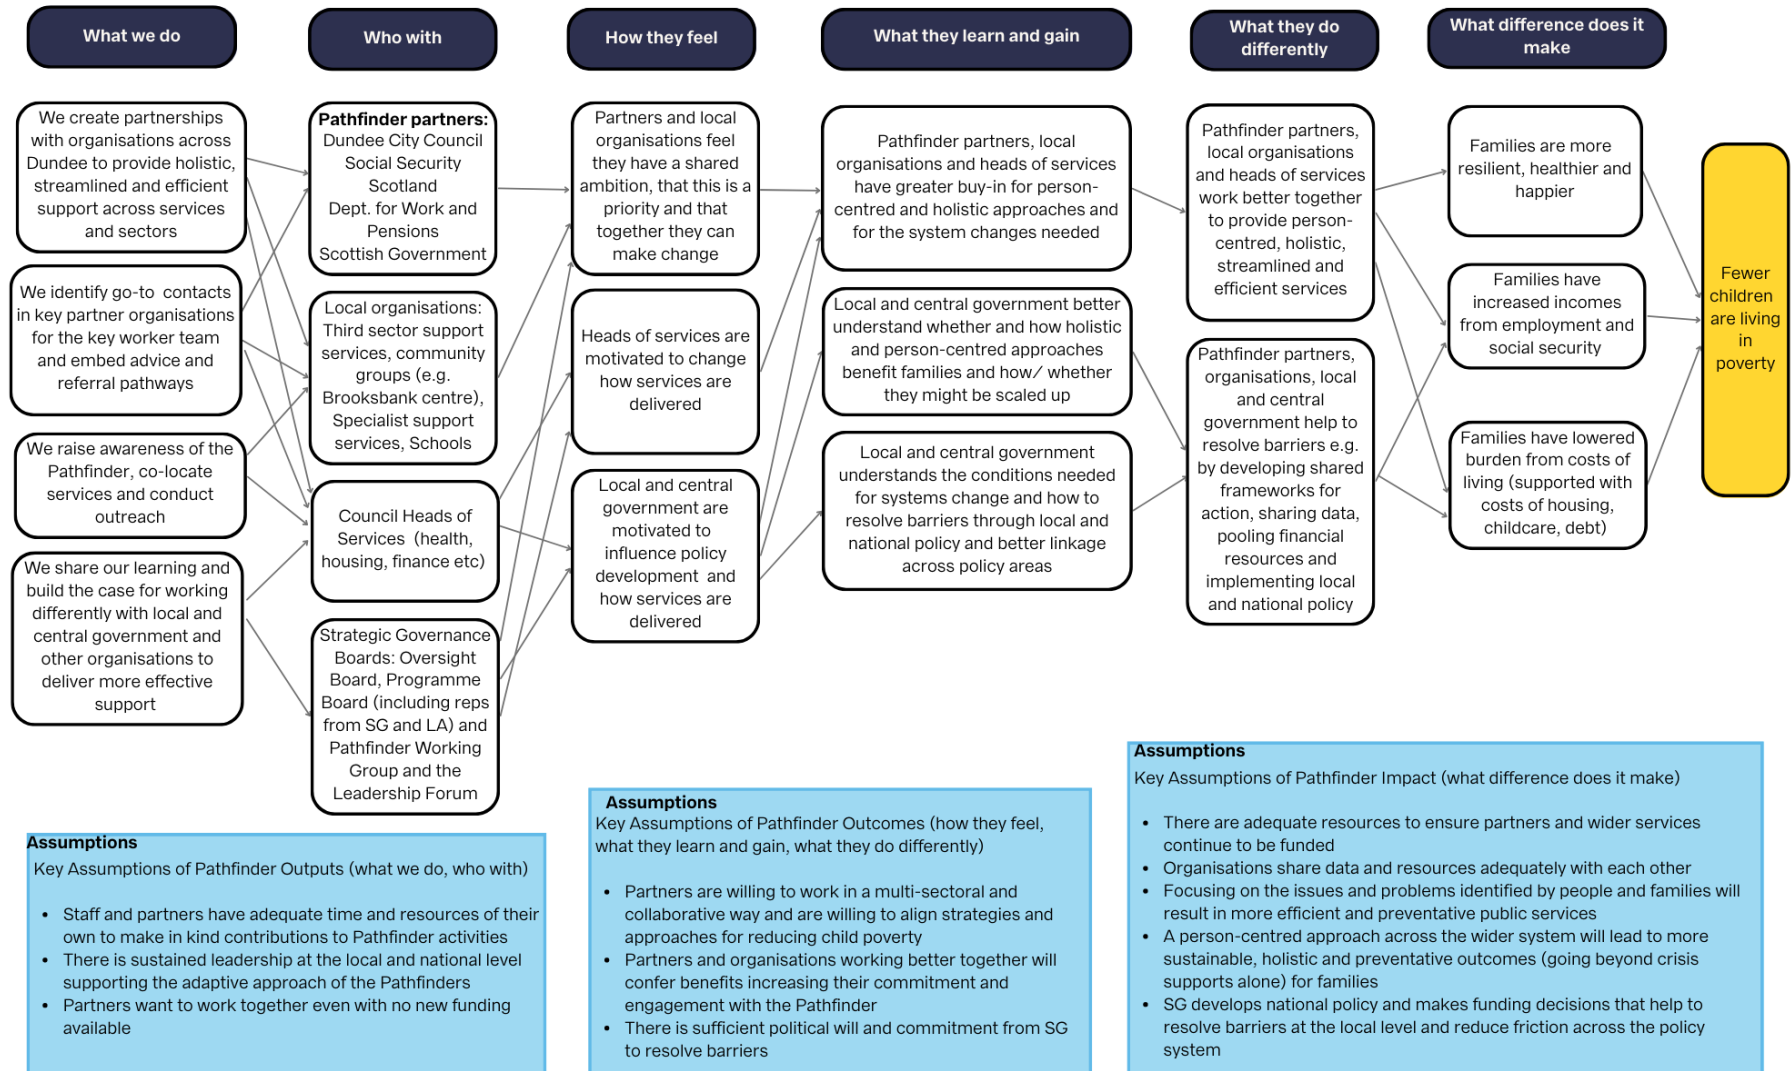 What we do
Who with
How they feel
What they learn and gain
What they do
differently
What difference does it
make
We create partnerships
with organisations across
Dundee to provide holistic,
streamlined and efficient
support across services
and sectors
We identify go-to contacts
in key partner organisations
for the key worker team
and embed advice and
referral pathways
We raise awareness of the
Pathfinder, co-locate
services and conduct
outreach
We share our learning and
build the case for working
differently with local and
central government and
other organisations to
deliver more effective
support
Pathfinder partners:
Dundee City Council
Social Security
Scotland
Dept. for Work and
Pensions
Scottish Government
Local organisations:
Third sector support
services, community
groups (e.g.
Brooksbank centre),
Specialist support
services, Schools
Council Heads of
Services (health,
housing, finance etc)
Strategic Governance
Boards: Oversight
Board, Programme
Board (including reps
from SG and LA) and
Pathfinder Working
Group and the
Leadership Forum
Partners and local
organisations feel
they have a shared
ambition, that this is a
priority and that
together they can
make change
Heads of services are
motivated to change
how services are
delivered
Local and central
government are
motivated to
influence policy
development and
how services are
delivered
Pathfinder partners, local
organisations and heads of services
have greater buy-in for person-
centred and holistic approaches and
for the system changes needed
Local and central government better
understand whether and how holistic
and person-centred approaches
benefit families and how/ whether
they might be scaled up
Local and central government
understands the conditions needed
for systems change and how to
resolve barriers through local and
national policy and better linkage
across policy areas
Pathfinder partners,
local organisations
and heads of services
work better together
to provide person-
centred, holistic,
streamlined and
efficient services
Pathfinder partners,
organisations, local
and central
government help to
resolve barriers e.g.
by developing shared
frameworks for
action, sharing data,
pooling financial
resources and
implementing local
and national policy
Families are more
resilient, healthier and
happier
Families have
increased incomes
from employment and
social security
Families have lowered
burden from costs of
living (supported with
costs of housing,
childcare, debt)
Fewer
children
are living
in
poverty
Assumptions
Key Assumptions of Pathfinder Outputs (what we do, who with)
• Staff and partners have adequate time and resources of their
own to make in kind contributions to Pathfinder activities
• There is sustained leadership at the local and national level
supporting the adaptive approach of the Pathfinders
• Partners want to work together even with no new funding
available
Assumptions
Key Assumptions of Pathfinder Outcomes (how they feel,
what they learn and gain, what they do differently)
• Partners are willing to work in a multi-sectoral and
collaborative way and are willing to align strategies and
approaches for reducing child poverty
• Partners and organisations working better together will
confer benefits increasing their commitment and
engagement with the Pathfinder
• There is sufficient political will and commitment from SG
to resolve barriers
Assumptions
Key Assumptions of Pathfinder Impact (what difference does it make)
• There are adequate resources to ensure partners and wider services
continue to be funded
• Organisations share data and resources adequately with each other
• Focusing on the issues and problems identified by people and families will
result in more efficient and preventative public services
• A person-centred approach across the wider system will lead to more
sustainable, holistic and preventative outcomes (going beyond crisis
supports alone) for families
• SG develops national policy and makes funding decisions that help to
resolve barriers at the local level and reduce friction across the policy
system